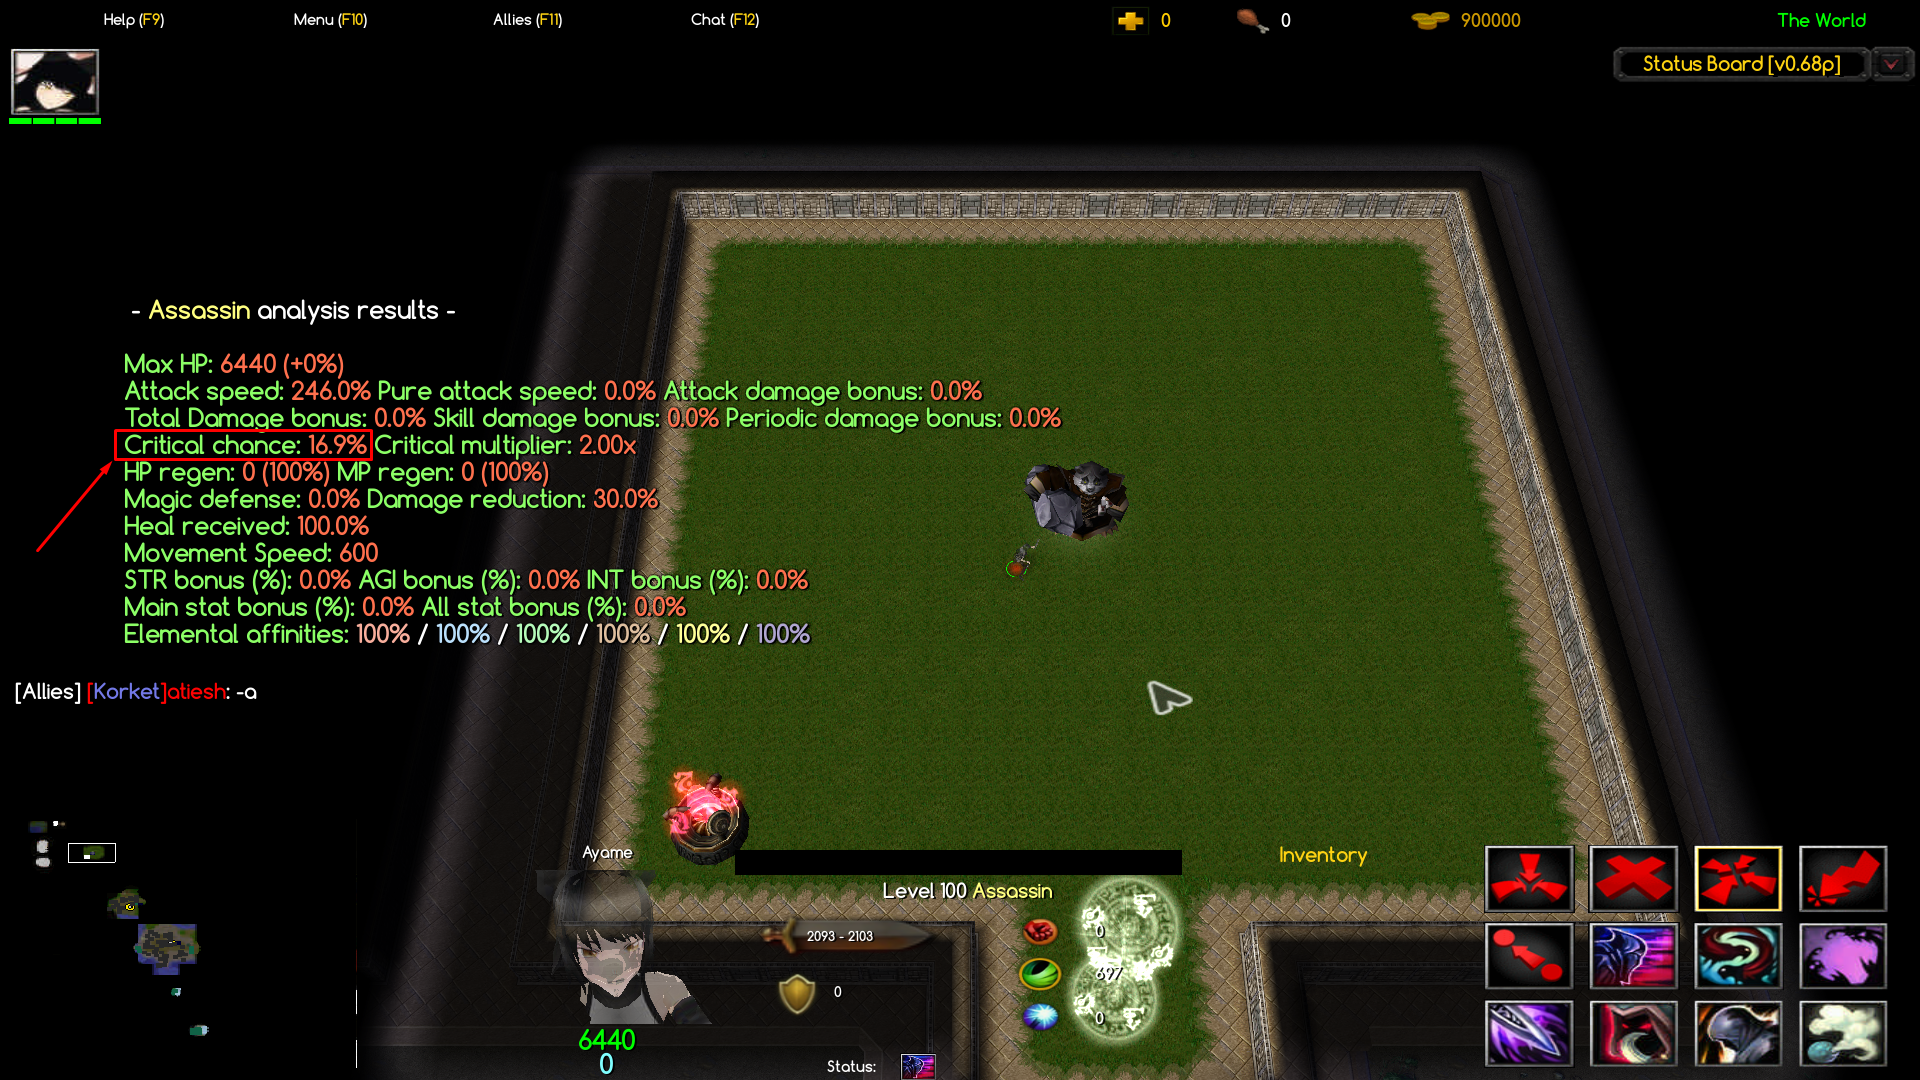 Help (F9) Menu (F10) Allies (F11) Chat (F12) 0 0 900000 The World
Status Board [v0.68p]
- Assassin analysis results -
Max HP: 6440 (+0%)
Attack speed: 246.0% Pure attack speed: 0.0% Attack damage bonus: 0.0%
Total Damage bonus: 0.0% Skill damage bonus: 0.0% Periodic damage bonus: 0.0%
Critical chance: 16.9% Critical multiplier: 2.00x
HP regen: 0 (100%) MP regen: 0 (100%)
Magic defense: 0.0% Damage reduction: 30.0%
Heal received: 100.0%
Movement Speed: 600
STR bonus (%): 0.0% AGI bonus (%): 0.0% INT bonus (%): 0.0%
Main stat bonus (%): 0.0% All stat bonus (%): 0.0%
Elemental affinities: 100% / 100% / 100% / 100% / 100% / 100%
[Allies] [Korket]atiesh: -a
Ayame
Inventory
Level 100 Assassin
2093 - 2103
0
697
0
0
6440
0
Status: